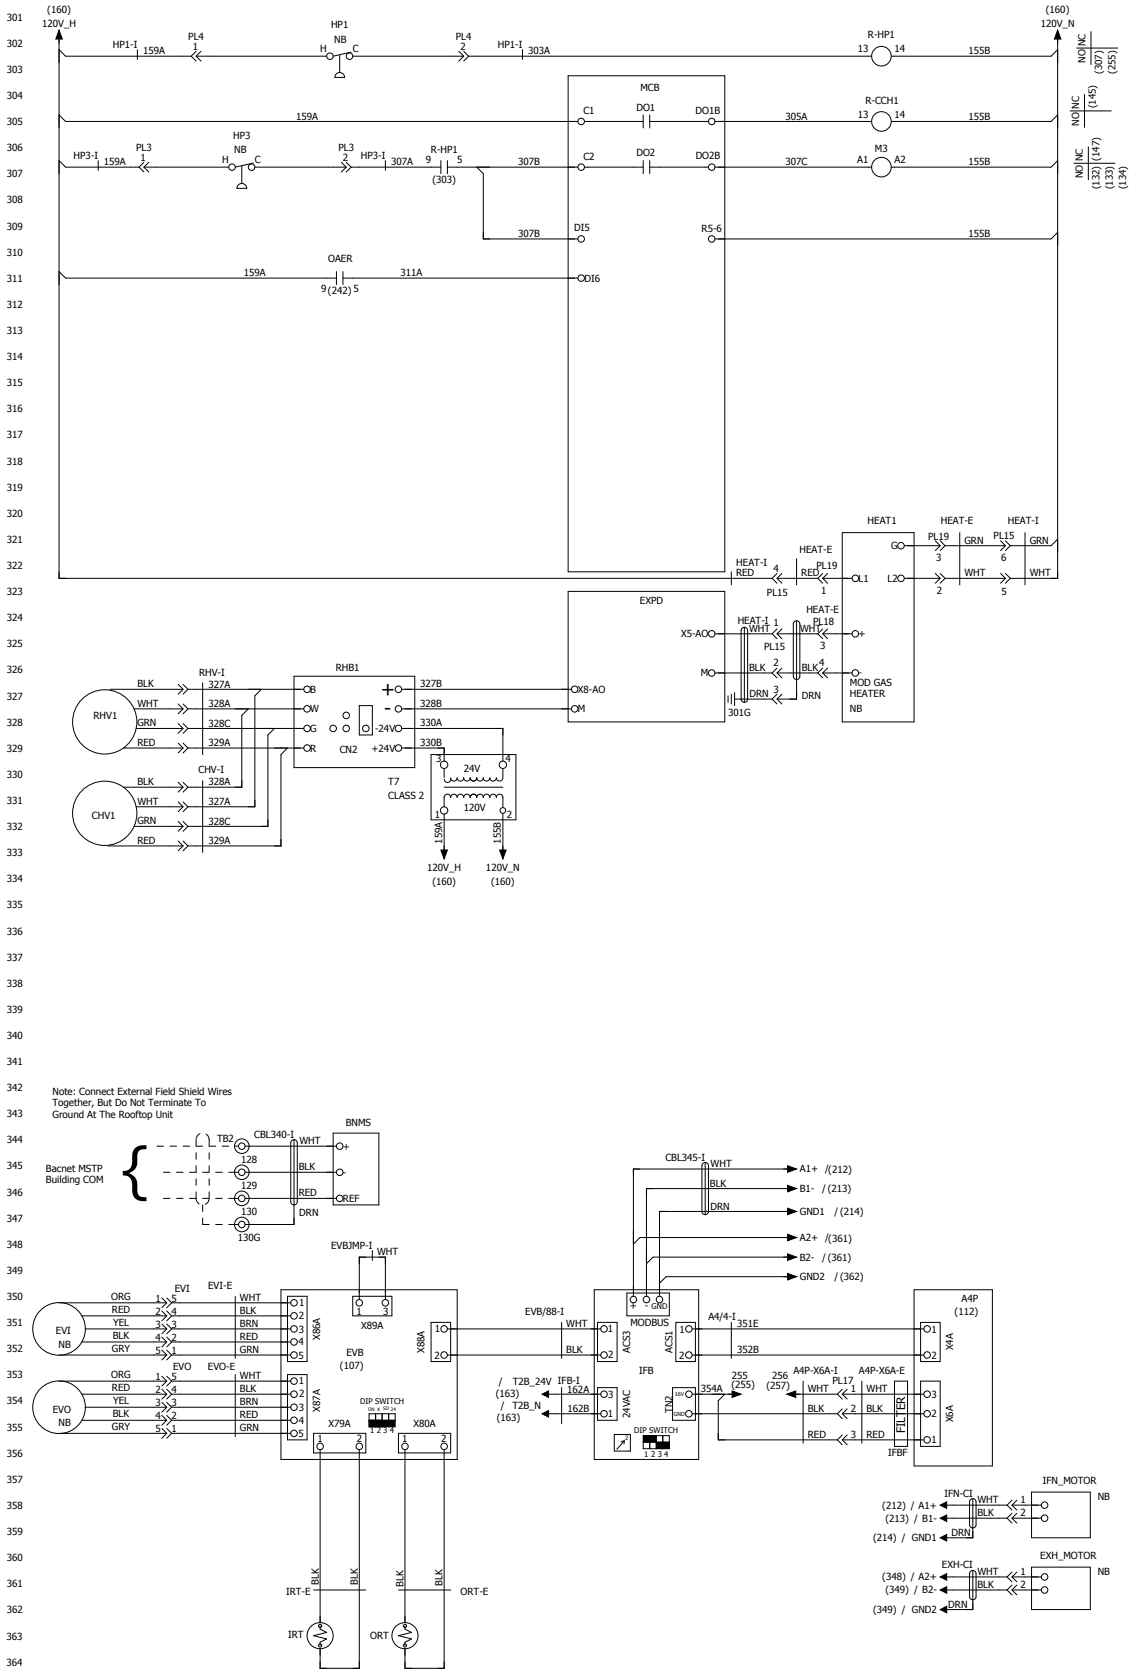 301 (160) (160)
120V_H 120V_N
HP1 R-HP1
302 HP1-I 159A PL4 1 NB H C PL4 2 HP1-I 303A 13 14 155B NO NC (307) (255)
303
304 MCB R-CCH1
305 159A C1 DO1 DO1B 305A 13 14 155B NO NC (145)
306 HP3 M3
HP3-I 159A PL3 1 NB H C PL3 2 HP3-I 307A R-HP1 9 5 (303) 307B C2 DO2 DO2B 307C A1 A2 155B NO NC (132) (147) (133) (134)
307
308
309 307B DI5 R5-6 155B
310 OAER
311 159A 9 (242) 5 311A DI6
312
313
314
315
316
317
318
319
320 HEAT1 HEAT-E HEAT-I
321 G PL19 3 GRN PL15 6 GRN
322 HEAT-I RED 4 PL15 HEAT-E RED PL19 1 L1 L2 2 WHT 5 WHT
323 EXPD
324 X5-AO HEAT-I WHT 1 PL15 HEAT-E WHT PL18 3 +
325
326 RHB1 M BLK 2 BLK 4 -
RHV-I DRN 3 DRN MOD GAS
HEATER
NB
301G
327 RHV1 BLK 327A B + 327B X8-AO
WHT 328A W - 328B M
328 GRN 328C G -24V 330A
329 RED 329A R CN2 +24V 330B
330 CHV-I T7 3 24V 4
CHV1 BLK 328A CLASS 2
331 WHT 327A 1 120V 2
332 GRN 328C 159A 155B
333 RED 329A 120V_H 120V_N
334 (160) (160)
335
336
337
338
339
340
341
342 Note: Connect External Field Shield Wires
Together, But Do Not Terminate To
343 Ground At The Rooftop Unit
BNMS
344 TB2 CBL340-I WHT +
345 Bacnet MSTP 128 BLK -
Building COM
346 129 RED REF
347 130 DRN
130G
CBL345-I WHT A1+ /(212)
BLK B1- /(213)
DRN GND1 /(214)
348 EVBJMP-I WHT A2+ /(361)
B2- /(361)
349 GND2 /(362)
350 EVI EVI-E
EVI NB
ORG 1 5 WHT 1
RED 2 4 BLK 2
351 YEL 3 3 BRN 3
BLK 4 2 RED 4
352 GRY 5 1 GRN 5
X86A
1 3 X89A
EVB
(107)
X88A 1 2
EVB/88-I WHT 1 BLK 2 ACS3
+ - GND MODBUS
IFB
ACS1 1 2 A4/4-I 351E 352B
A4P
(112)
1 2 X4A
353 EVO EVO-E
EVO NB
ORG 1 5 WHT 1
RED 2 4 BLK 2
354 YEL 3 3 BRN 3
BLK 4 2 RED 4
355 GRY 5 1 GRN 5
X87A
DIP SWITCH
1 2 3 4
X79A X80A
1 2 1 2
/ T2B_24V IFB-I
(163) 162A 3
/ T2B_N 162B 1
(163)
24VAC
TN2 16V GND
354A 255 (255) 256 (257)
DIP SWITCH
1 2 3 4
A4P-X6A-I A4P-X6A-E
WHT PL17 1 WHT 3
BLK 2 BLK 2
RED 3 RED 1
FILTER
IFBF
X6A
356
357 IFN_MOTOR
358 IFN-CI NB
(212) / A1+ WHT 1
(213) / B1- BLK 2
359 (214) / GND1 DRN
360 EXH_MOTOR
EXH-CI NB
361 (348) / A2+ WHT 1
(349) / B2- BLK 2
362 (349) / GND2 DRN
BLK BLK BLK BLK
IRT-E ORT-E
363 IRT ORT
364